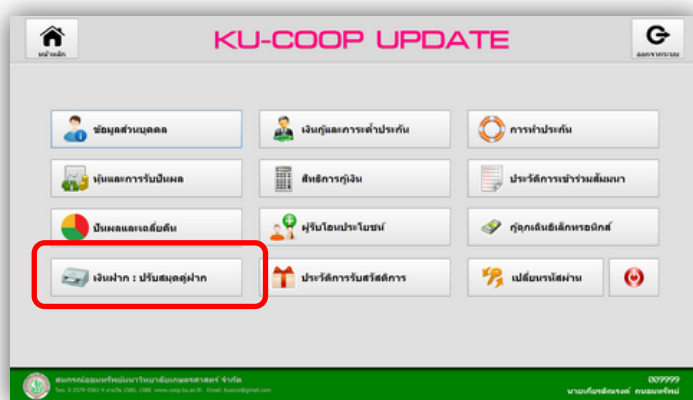 KU-COOP UPDATE
หน้าหลัก
ออกจากระบบ
ข้อมูลส่วนบุคคล
เงินกู้และภาระค้ำประกัน
การทำประกัน
หุ้นและการรับปันผล
สิทธิการกู้เงิน
ประวัติการเข้าร่วมสัมมนา
ปันผลและเฉลี่ยคืน
ผู้รับโอนประโยชน์
กู้ฉุกเฉินอิเล็กทรอนิกส์
เงินฝาก : ปรับสมุดคู่ฝาก
ประวัติการรับสวัสดิการ
เปลี่ยนรหัสผ่าน
สหกรณ์ออมทรัพย์มหาวิทยาลัยเกษตรศาสตร์ จำกัด
009999